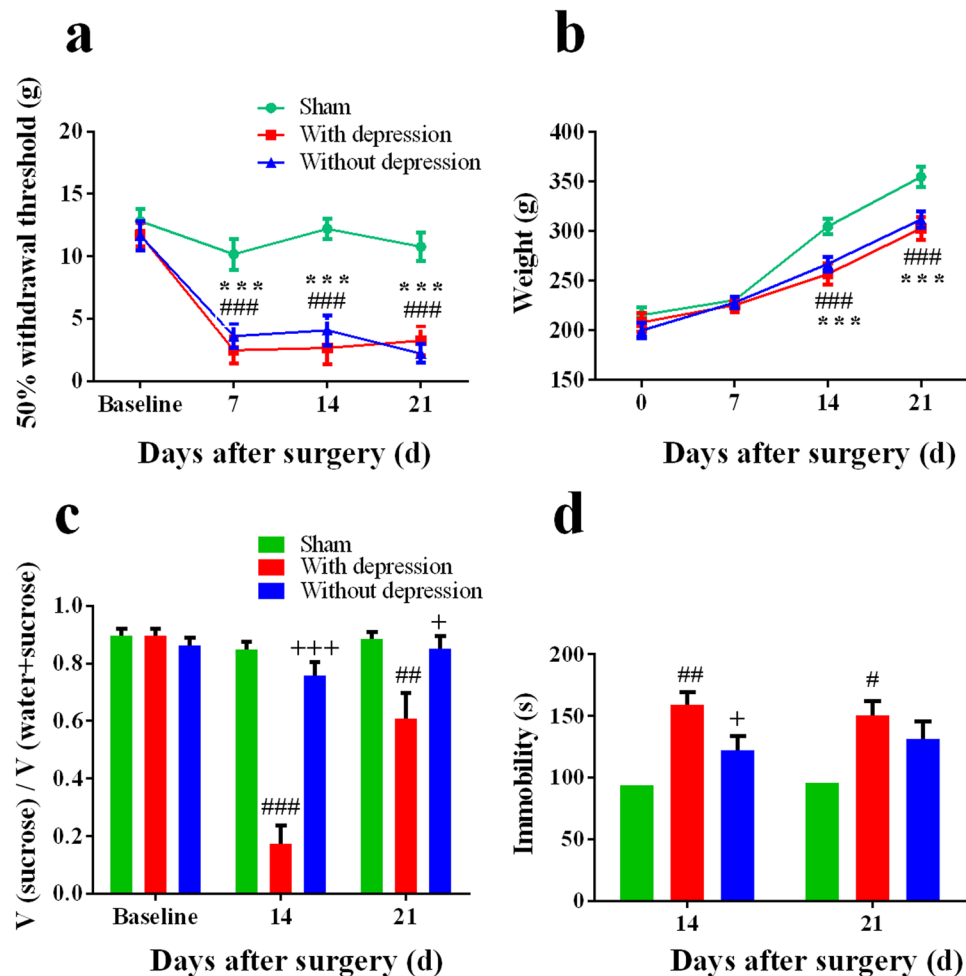 a
50% withdrawal threshold (g)
Sham
With depression
Without depression
20
15
10
5
0
*** *** ***
### ### ###
Baseline 7 14 21
Days after surgery (d)
b
Weight (g)
400
350
300
250
200
150
### ###
*** ***
0 7 14 21
Days after surgery (d)
c
V (sucrose) / V (water+sucrose)
Sham
With depression
Without depression
1.0
0.8
0.6
0.4
0.2
0.0
### +++ ## +
Baseline 14 21
Days after surgery (d)
d
Immobility (s)
200
150
100
50
0
## + #
14 21
Days after surgery (d)